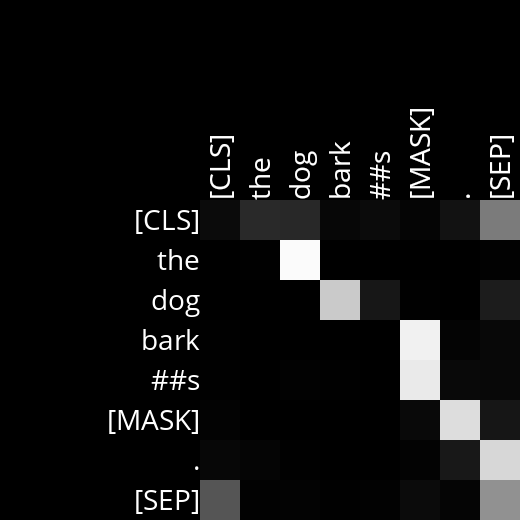 [CLS]
the
dog
bark
##s
[MASK]
.
[SEP]
[CLS]
the
dog
bark
##s
[MASK]
.
[SEP]